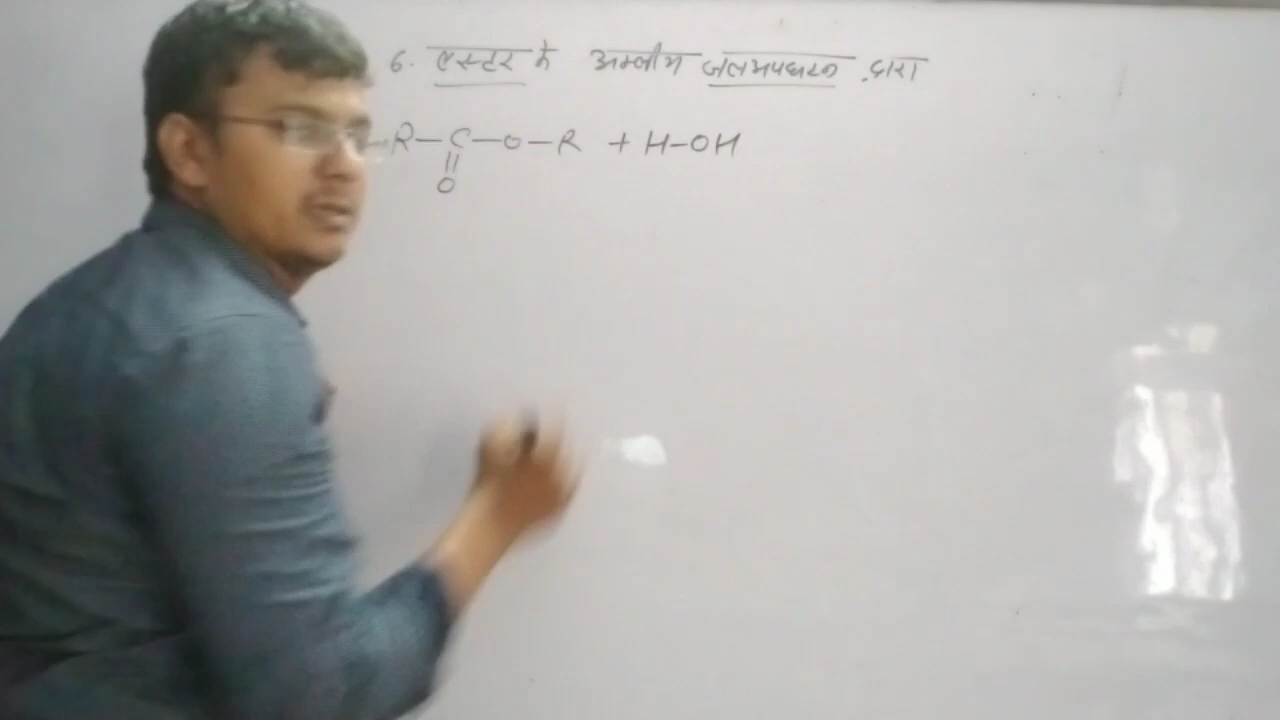 6. एस्टर के अम्लीय जलअपघटन द्वारा
R-C-O-R + H-OH
||
O